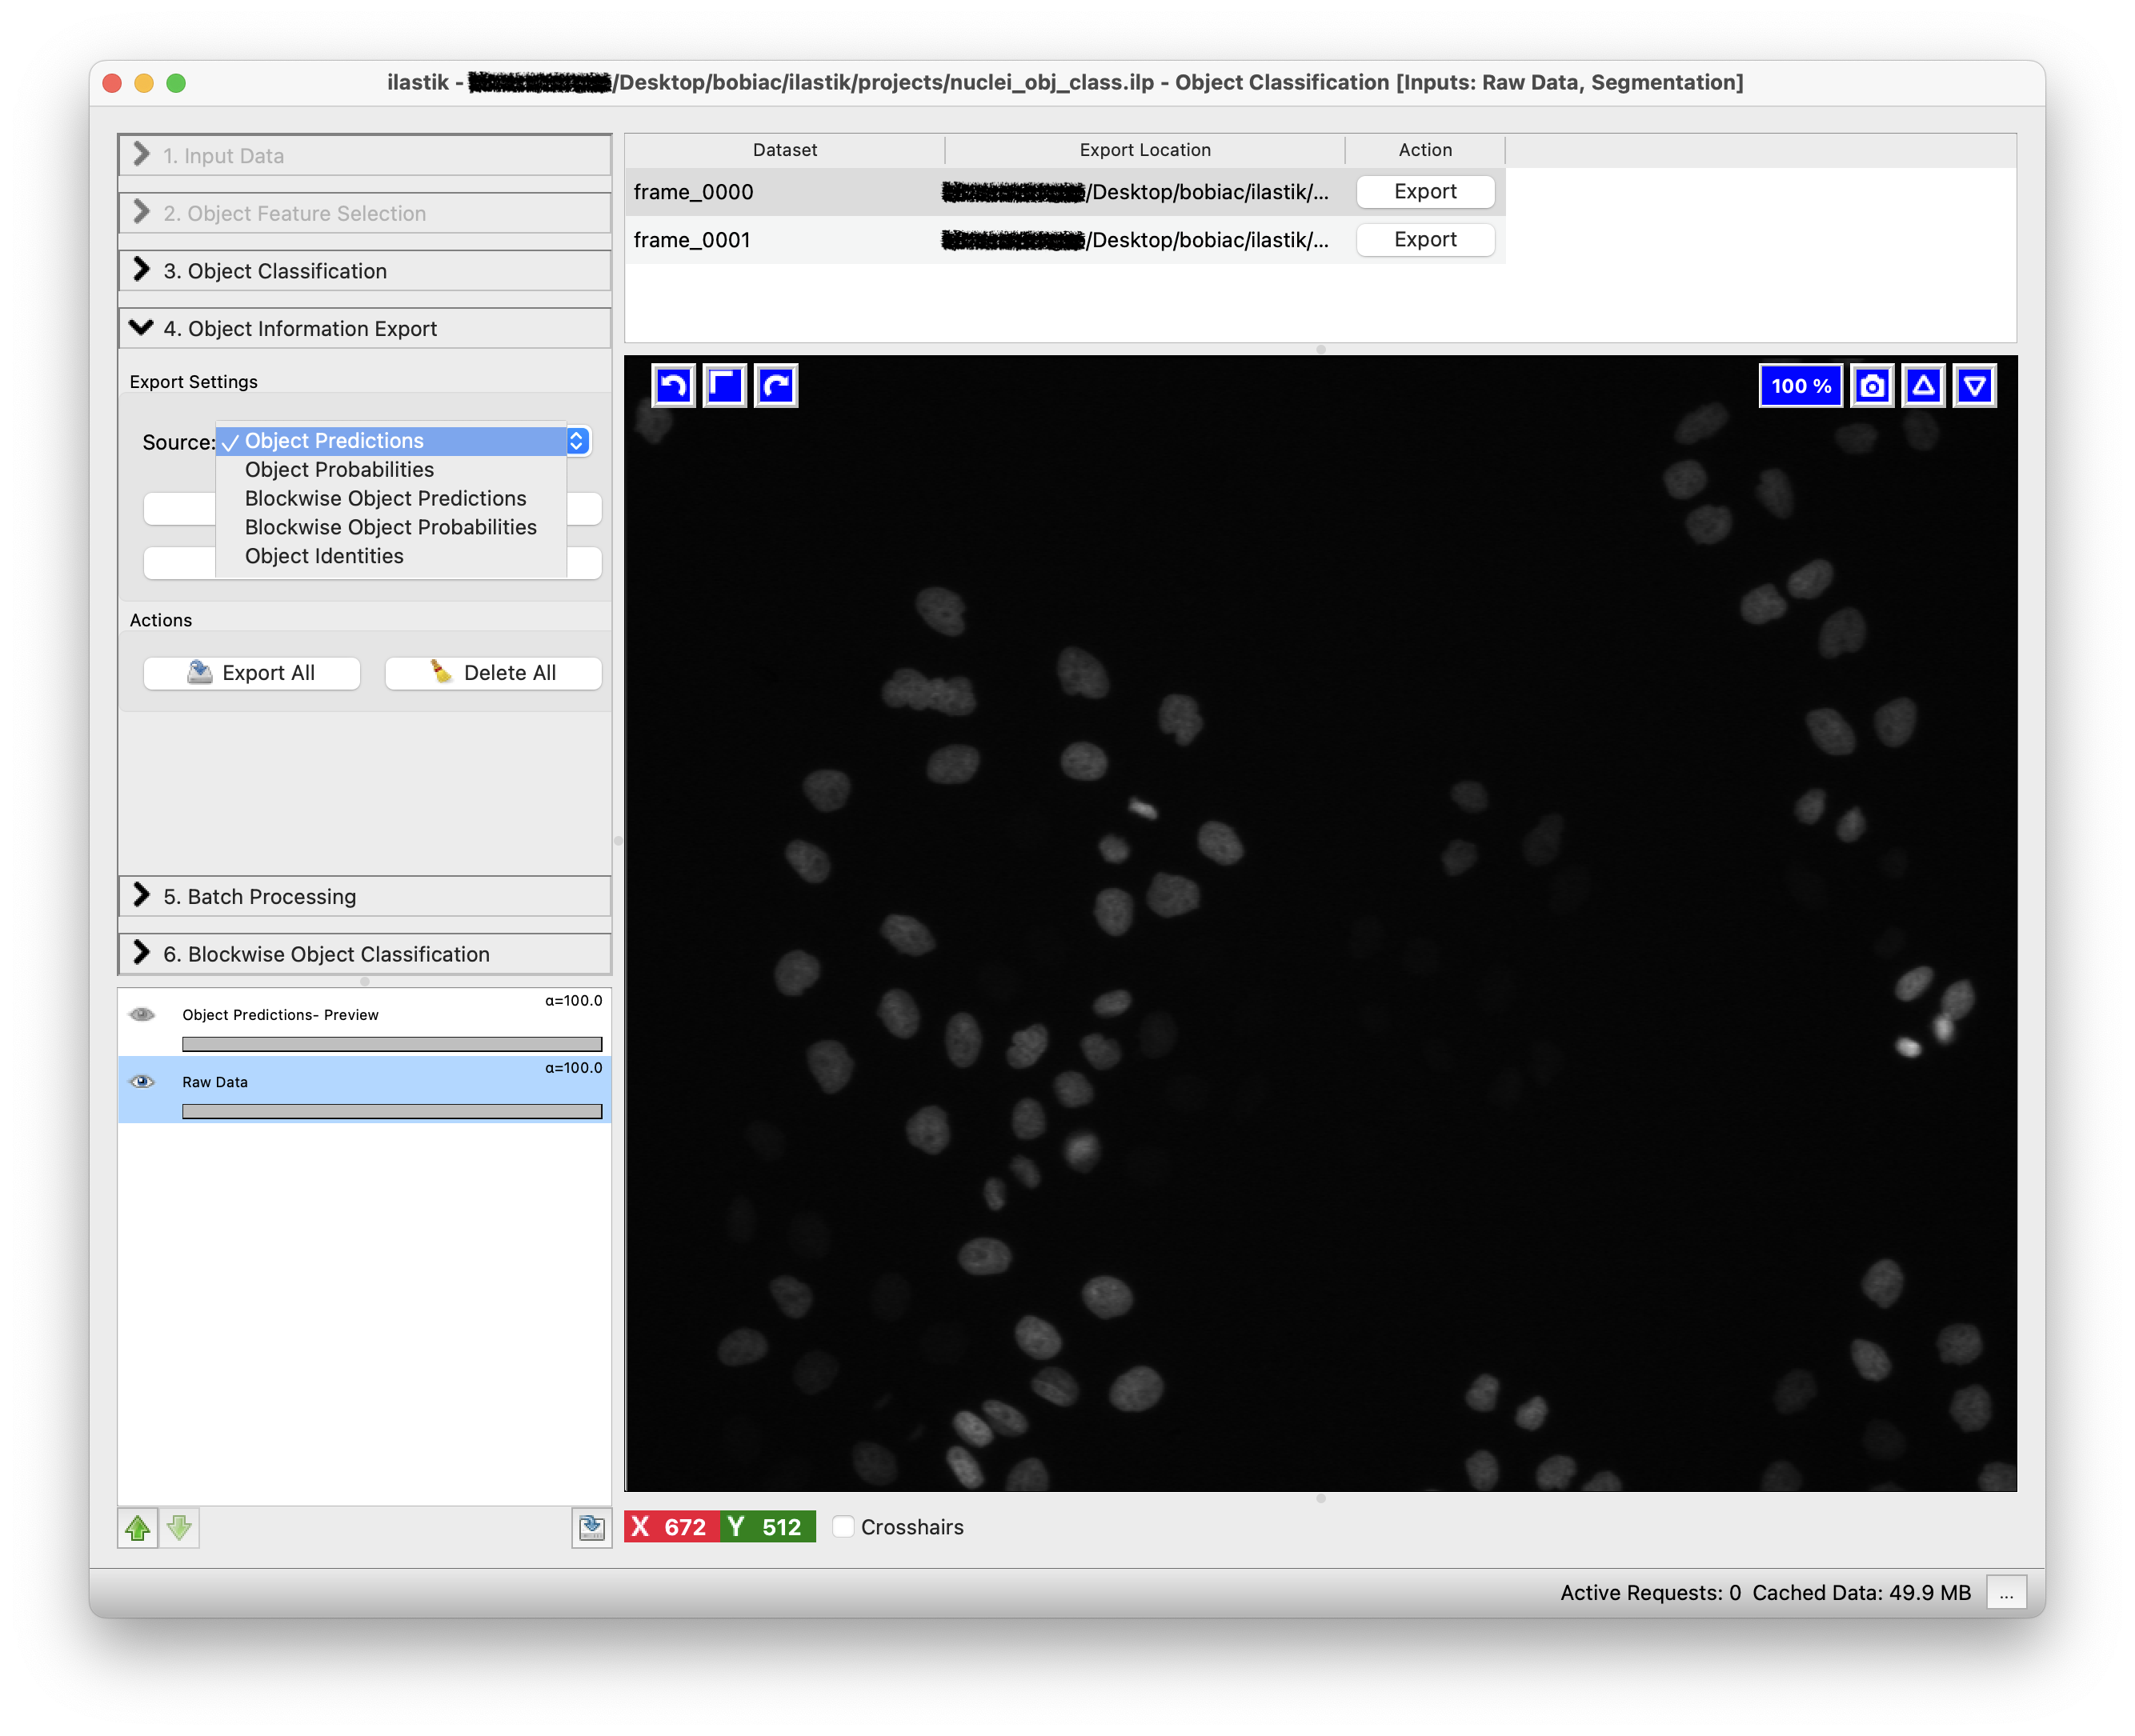 ilastik - /Desktop/bobiac/ilastik/projects/nuclei_obj_class.ilp - Object Classification [Inputs: Raw Data, Segmentation]
1. Input Data
2. Object Feature Selection
3. Object Classification
4. Object Information Export
Export Settings
Source: ✓ Object Predictions
Object Probabilities
Blockwise Object Predictions
Blockwise Object Probabilities
Object Identities
Actions
Export All
Delete All
5. Batch Processing
6. Blockwise Object Classification
α=100.0
Object Predictions- Preview
α=100.0
Raw Data
Dataset Export Location Action
frame_0000 /Desktop/bobiac/ilastik/... Export
frame_0001 /Desktop/bobiac/ilastik/... Export
100 %
X 672 Y 512 Crosshairs
Active Requests: 0 Cached Data: 49.9 MB ...